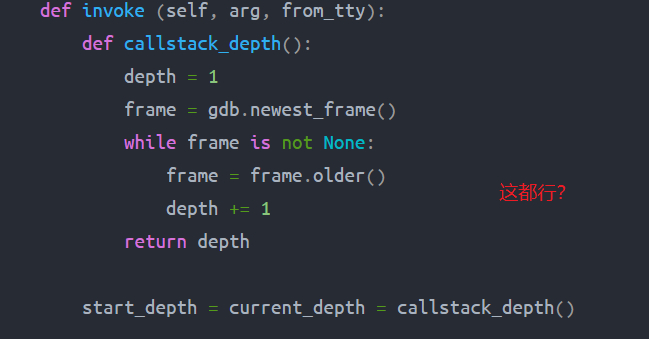 def invoke (self, arg, from_tty):
    def callstack_depth():
        depth = 1
        frame = gdb.newest_frame()
        while frame is not None:
            frame = frame.older()
            depth += 1
这都行?
        return depth
    start_depth = current_depth = callstack_depth()